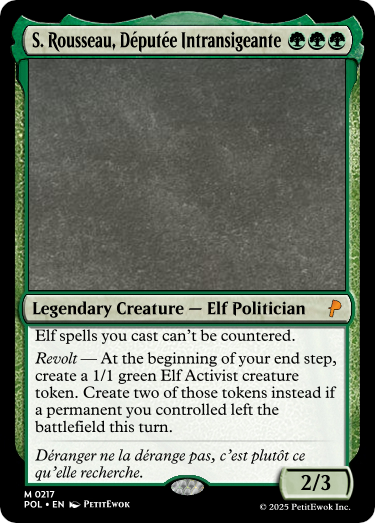 S. Rousseau, Députée Intransigeante
Legendary Creature — Elf Politician
Elf spells you cast can't be countered.
Revolt — At the beginning of your end step,
create a 1/1 green Elf Activist creature
token. Create two of those tokens instead if
a permanent you controlled left the
battlefield this turn.
Déranger ne la dérange pas, c'est plutôt ce
qu'elle recherche.
2/3
M 0217
POL • EN PetitEwok
© 2025 PetitEwok Inc.